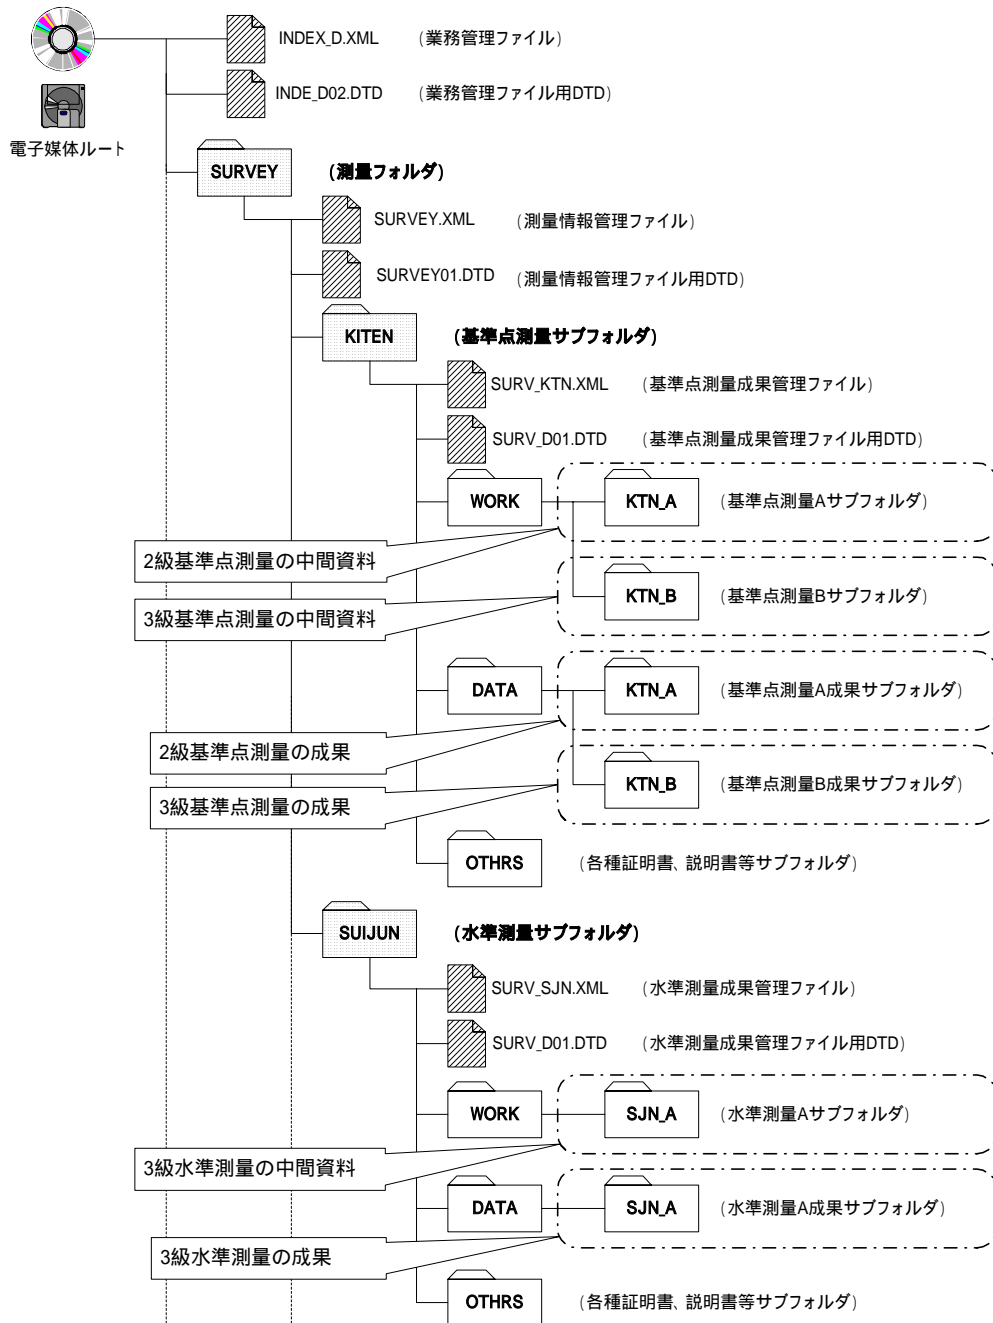 INDEX_D.XML （業務管理ファイル）
INDE_D02.DTD （業務管理ファイル用DTD）
電子媒体ルート
SURVEY （測量フォルダ）
SURVEY.XML （測量情報管理ファイル）
SURVEY01.DTD （測量情報管理ファイル用DTD）
KITEN （基準点測量サブフォルダ）
SURV_KTN.XML （基準点測量成果管理ファイル）
SURV_D01.DTD （基準点測量成果管理ファイル用DTD）
WORK KTN_A （基準点測量Aサブフォルダ）
2級基準点測量の中間資料
KTN_B （基準点測量Bサブフォルダ）
3級基準点測量の中間資料
DATA KTN_A （基準点測量A成果サブフォルダ）
2級基準点測量の成果
KTN_B （基準点測量B成果サブフォルダ）
3級基準点測量の成果
OTHRS （各種証明書、説明書等サブフォルダ）
SUIJUN （水準測量サブフォルダ）
SURV_SJN.XML （水準測量成果管理ファイル）
SURV_D01.DTD （水準測量成果管理ファイル用DTD）
WORK SJN_A （水準測量Aサブフォルダ）
3級水準測量の中間資料
DATA SJN_A （水準測量A成果サブフォルダ）
3級水準測量の成果
OTHRS （各種証明書、説明書等サブフォルダ）